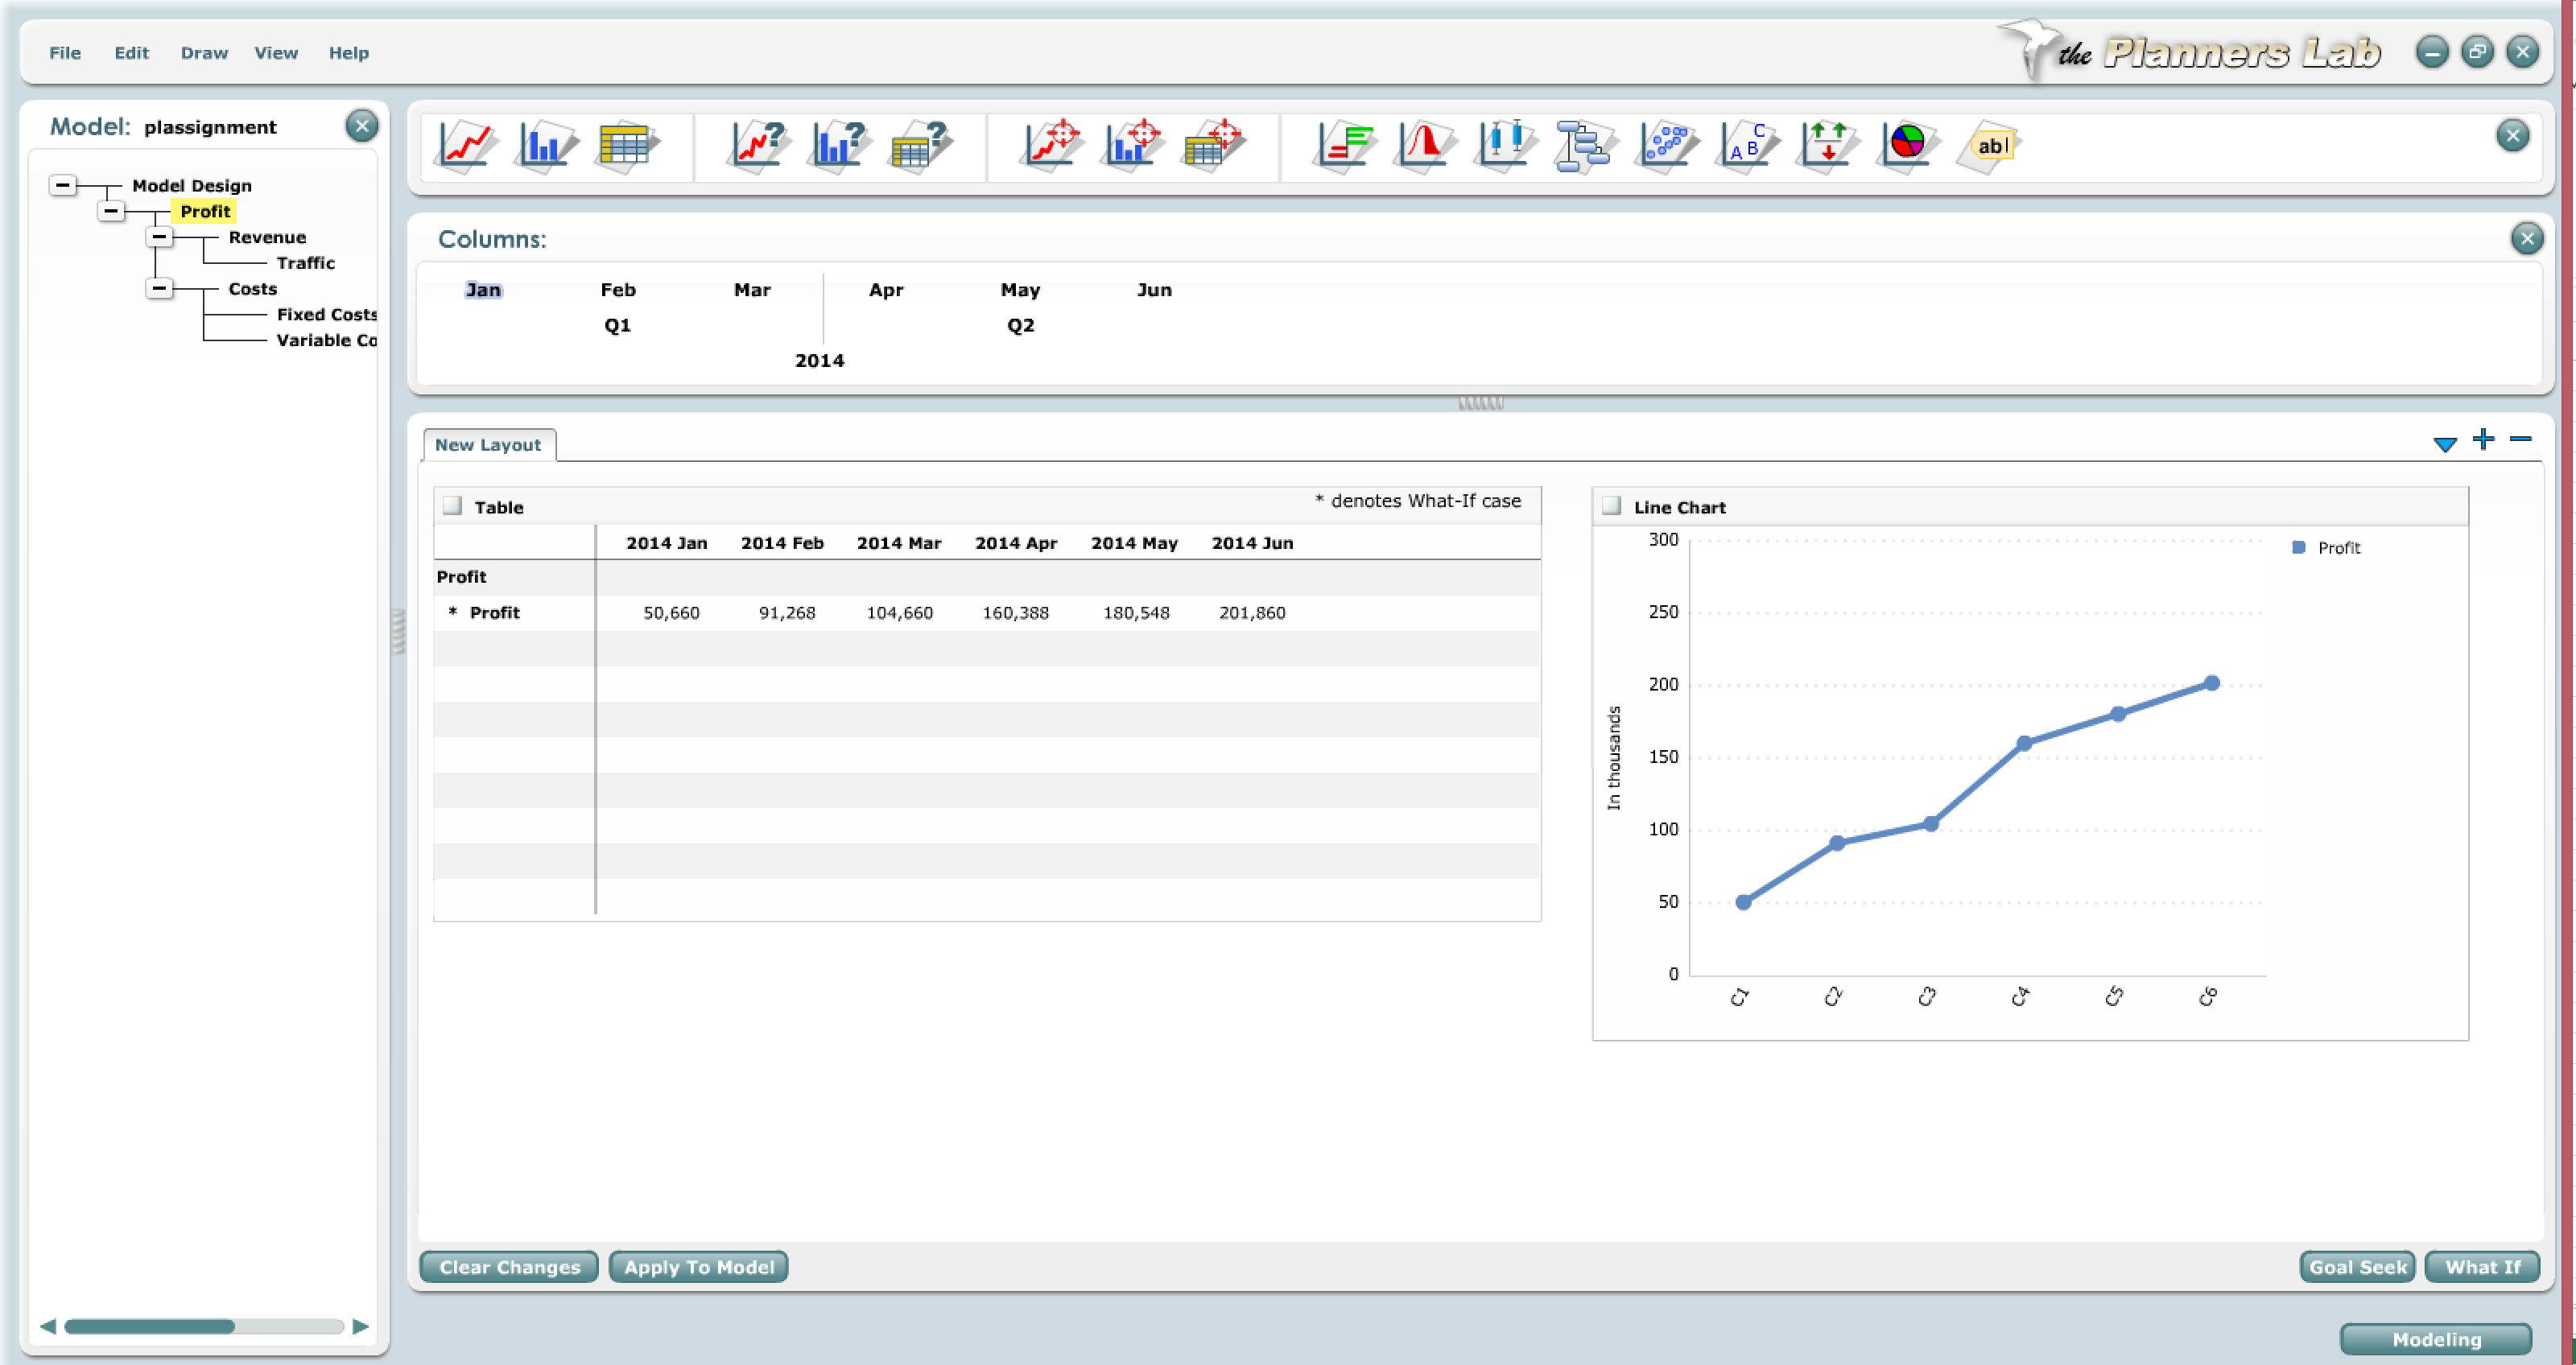 File Edit Draw View Help
the Planners Lab
Model: plassignment
Model Design
Profit
Revenue
Traffic
Costs
Fixed Costs
Variable Co
A B C
abl
Columns:
Jan Feb Mar Apr May Jun
Q1 Q2
2014
New Layout
Table * denotes What-If case
2014 Jan 2014 Feb 2014 Mar 2014 Apr 2014 May 2014 Jun
Profit
* Profit 50,660 91,268 104,660 160,388 180,548 201,860
Line Chart
Profit
300
250
200
150
100
50
0
In thousands
C1 C2 C3 C4 C5 C6
Clear Changes Apply To Model Goal Seek What If
Modeling